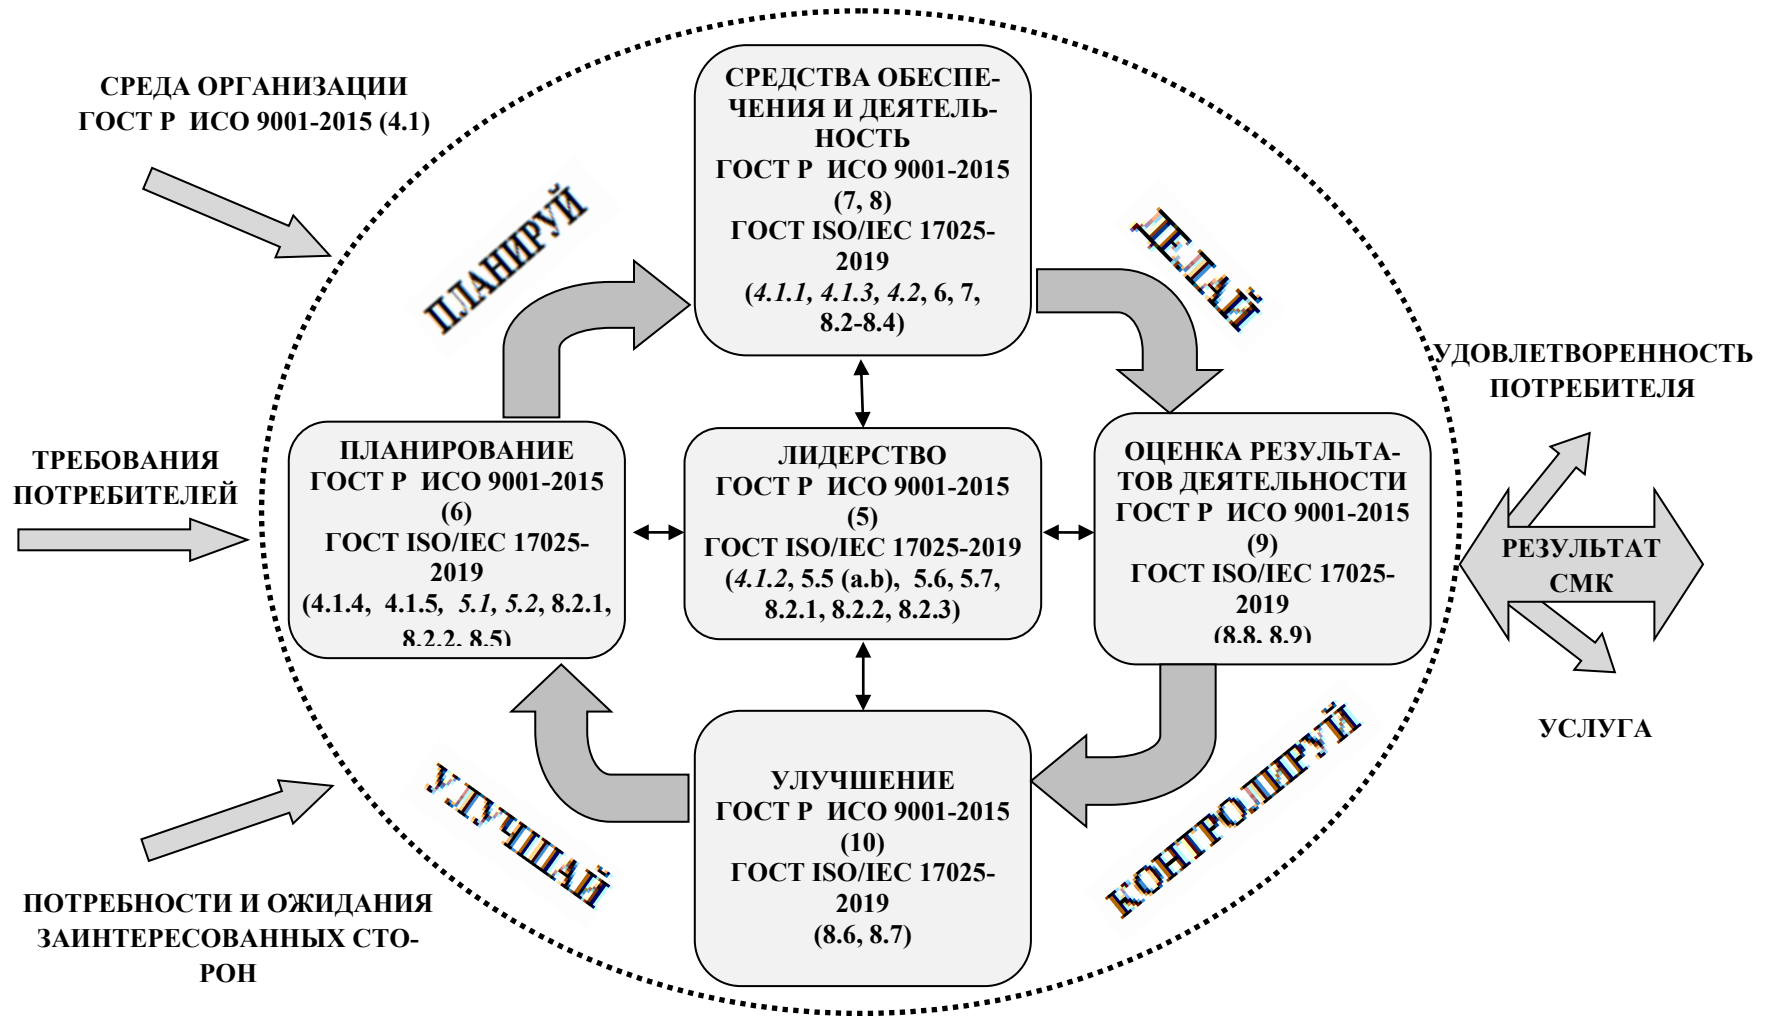 СРЕДА ОРГАНИЗАЦИИ
ГОСТ Р ИСО 9001-2015 (4.1)
ТРЕБОВАНИЯ
ПОТРЕБИТЕЛЕЙ
ПОТРЕБНОСТИ И ОЖИДАНИЯ
ЗАИНТЕРЕСОВАННЫХ СТО-
РОН
ПЛАНИРУЙ
СРЕДСТВА ОБЕСПЕ-
ЧЕНИЯ И ДЕЯТЕЛЬ-
НОСТЬ
ГОСТ Р ИСО 9001-2015
(7, 8)
ГОСТ ISO/IEC 17025-
2019
(4.1.1, 4.1.3, 4.2, 6, 7,
8.2-8.4)
ДЕЛАЙ
ПЛАНИРОВАНИЕ
ГОСТ Р ИСО 9001-2015
(6)
ГОСТ ISO/IEC 17025-
2019
(4.1.4, 4.1.5, 5.1, 5.2, 8.2.1,
8.2.2, 8.5)
ЛИДЕРСТВО
ГОСТ Р ИСО 9001-2015
(5)
ГОСТ ISO/IEC 17025-2019
(4.1.2, 5.5 (a.b), 5.6, 5.7,
8.2.1, 8.2.2, 8.2.3)
ОЦЕНКА РЕЗУЛЬТА-
ТОВ ДЕЯТЕЛЬНОСТИ
ГОСТ Р ИСО 9001-2015
(9)
ГОСТ ISO/IEC 17025-
2019
(8.8, 8.9)
УЛУЧШАЙ
УЛУЧШЕНИЕ
ГОСТ Р ИСО 9001-2015
(10)
ГОСТ ISO/IEC 17025-
2019
(8.6, 8.7)
КОНТРОЛИРУЙ
УДОВЛЕТВОРЕННОСТЬ
ПОТРЕБИТЕЛЯ
РЕЗУЛЬТАТ
СМК
УСЛУГА